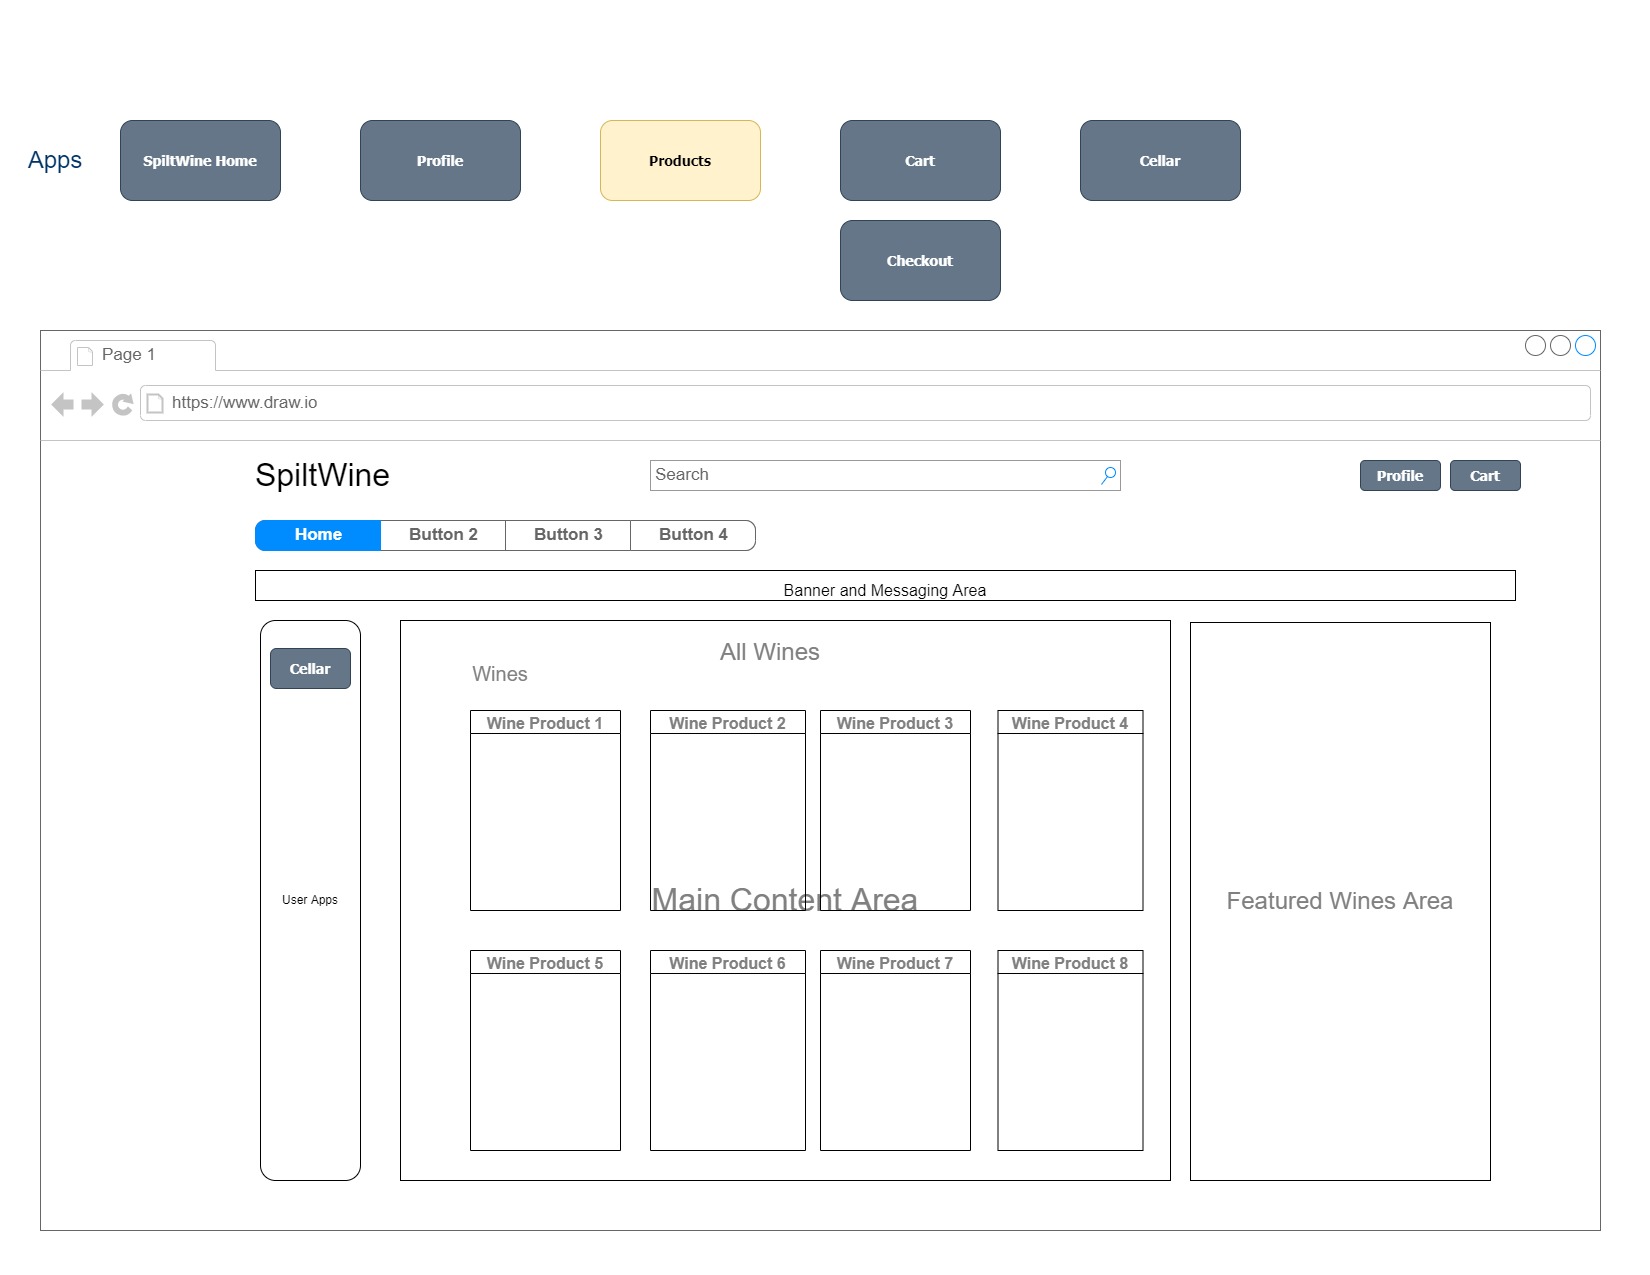 Apps
SpiltWine Home
Profile
Products
Cart
Cellar
Checkout
Page 1
https://www.draw.io
SpiltWine
Search
Profile
Cart
Home
Button 2
Button 3
Button 4
Banner and Messaging Area
Cellar
User Apps
All Wines
Wines
Wine Product 1
Wine Product 2
Wine Product 3
Wine Product 4
Main Content Area
Wine Product 5
Wine Product 6
Wine Product 7
Wine Product 8
Featured Wines Area